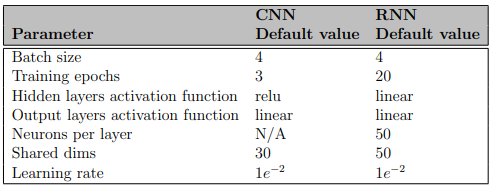 CNN RNN
Parameter Default value Default value
Batch size 4 4
Training epochs 3 20
Hidden layers activation function relu linear
Output layers activation function linear linear
Neurons per layer N/A 50
Shared dims 30 50
Learning rate 1e⁻² 1e⁻²